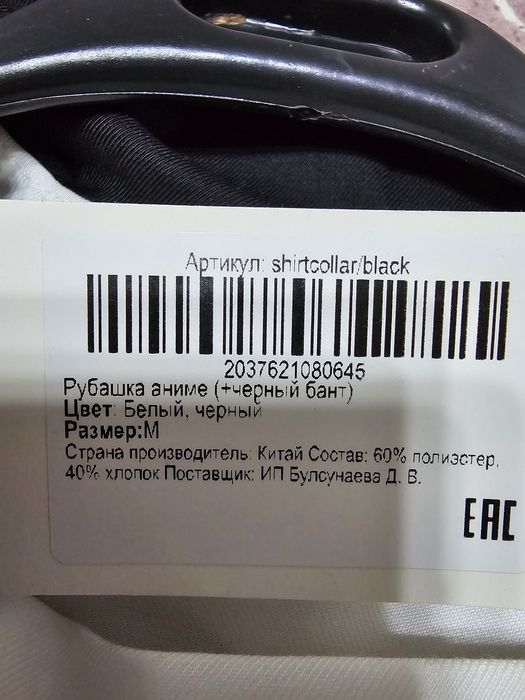 Артикул: shirtcollar/black
2037621080645
Рубашка аниме (+черный бант)
Цвет: Белый, черный
Размер:M
Страна производитель: Китай Состав: 60% полиэстер,
40% хлопок Поставщик: ИП Булсунаева Д. В.
EAC